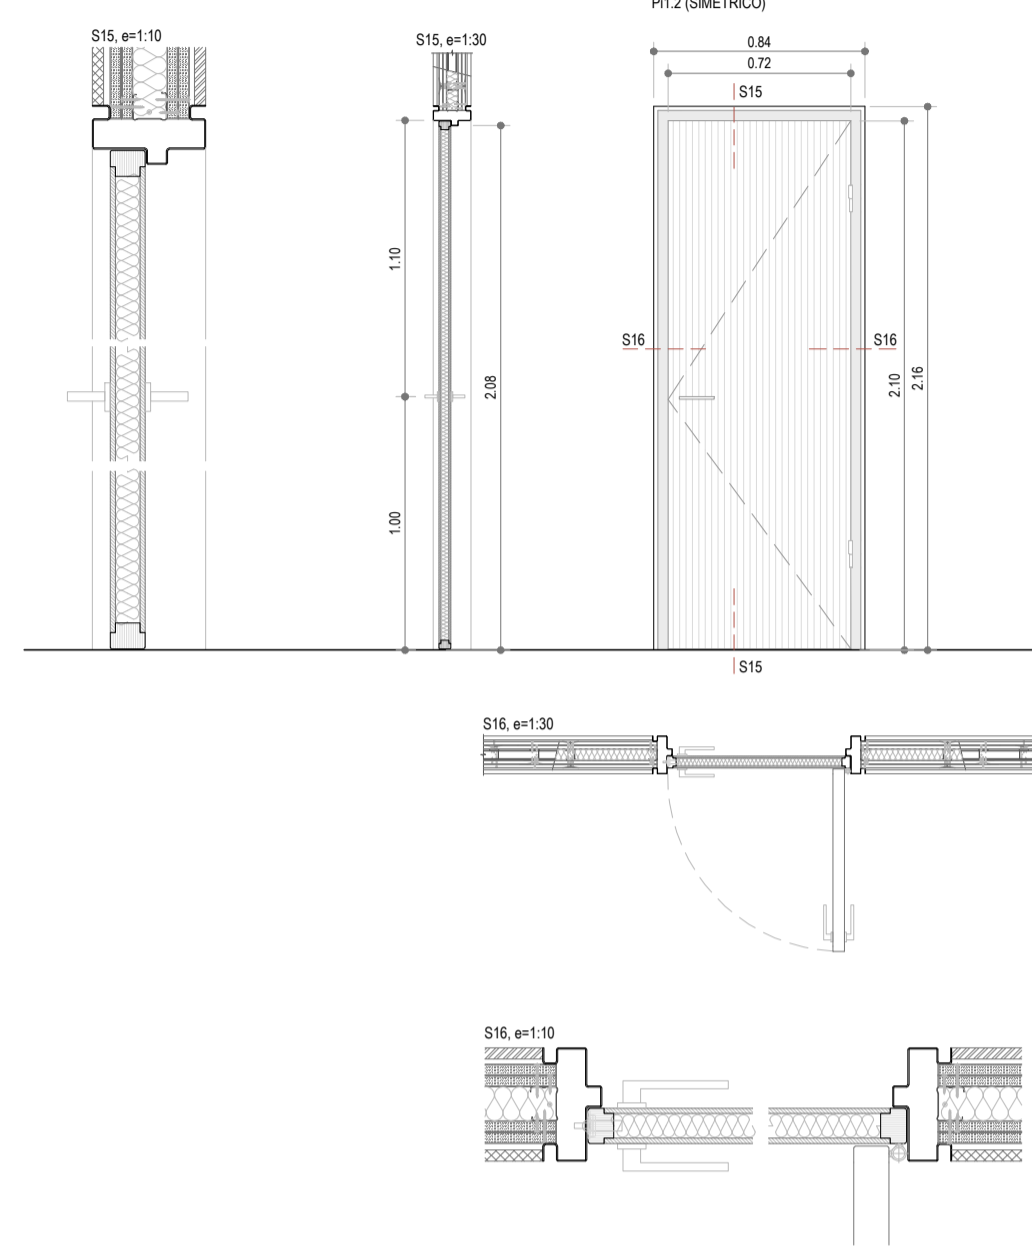 PI1.2 (SIMÉTRICO)
S15, e=1:10
S15, e=1:30
0.84
0.72
S15
1.10
1.00
2.08
S16
S16
2.10
2.16
S15
S16, e=1:30
S16, e=1:10